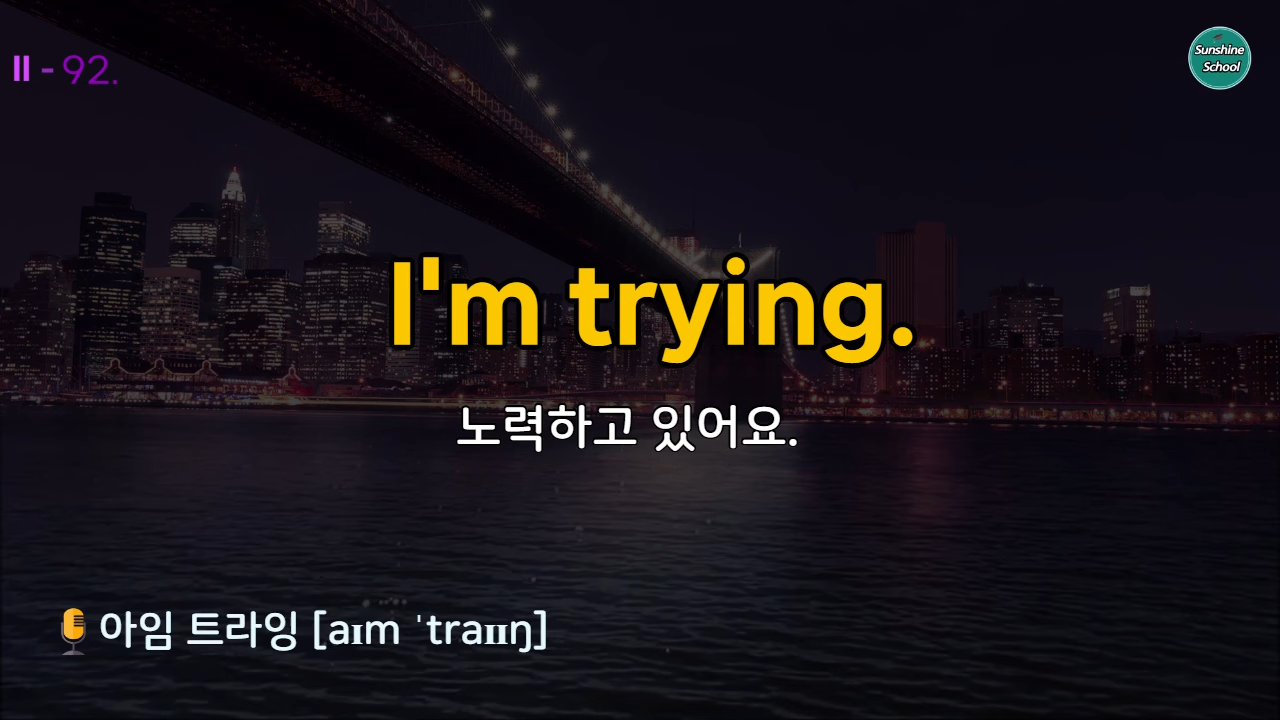 II - 92.
Sunshine
School
I'm trying.
노력하고 있어요.
아임 트라잉 [aɪm ˈtraɪɪŋ]